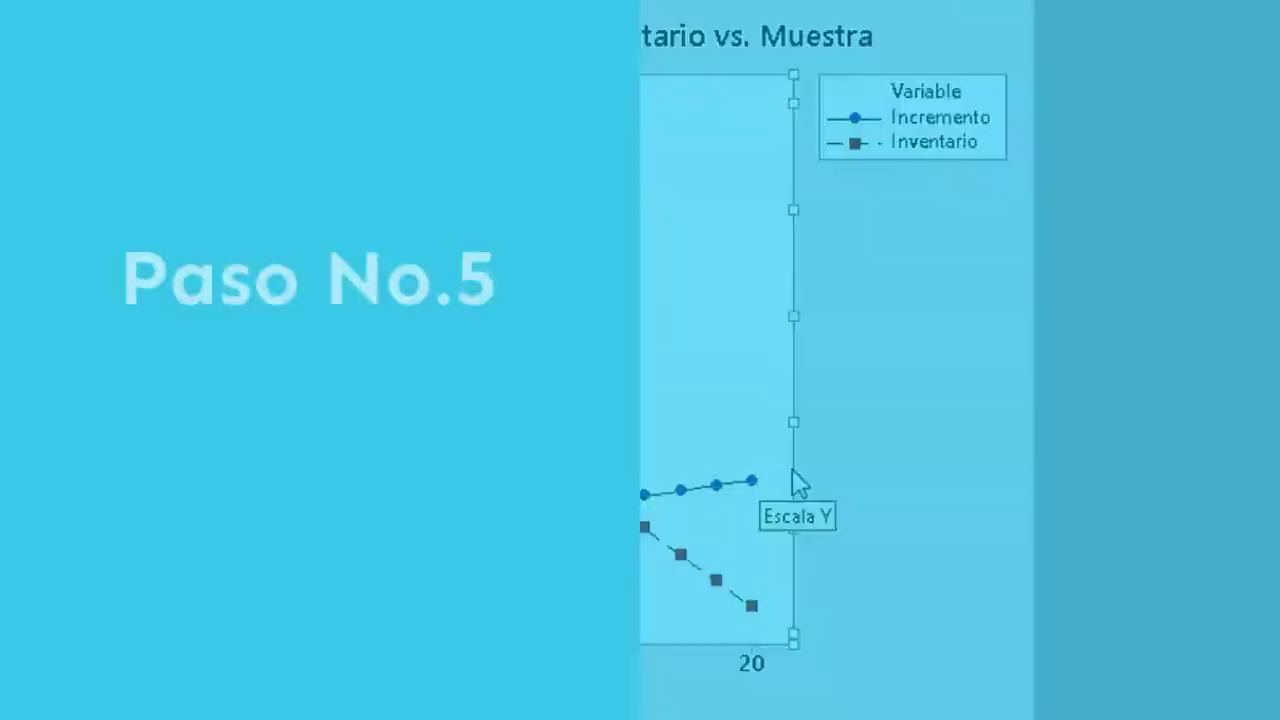 tario vs. Muestra
Variable
Incremento
Inventario
Paso No.5
Escala Y
20